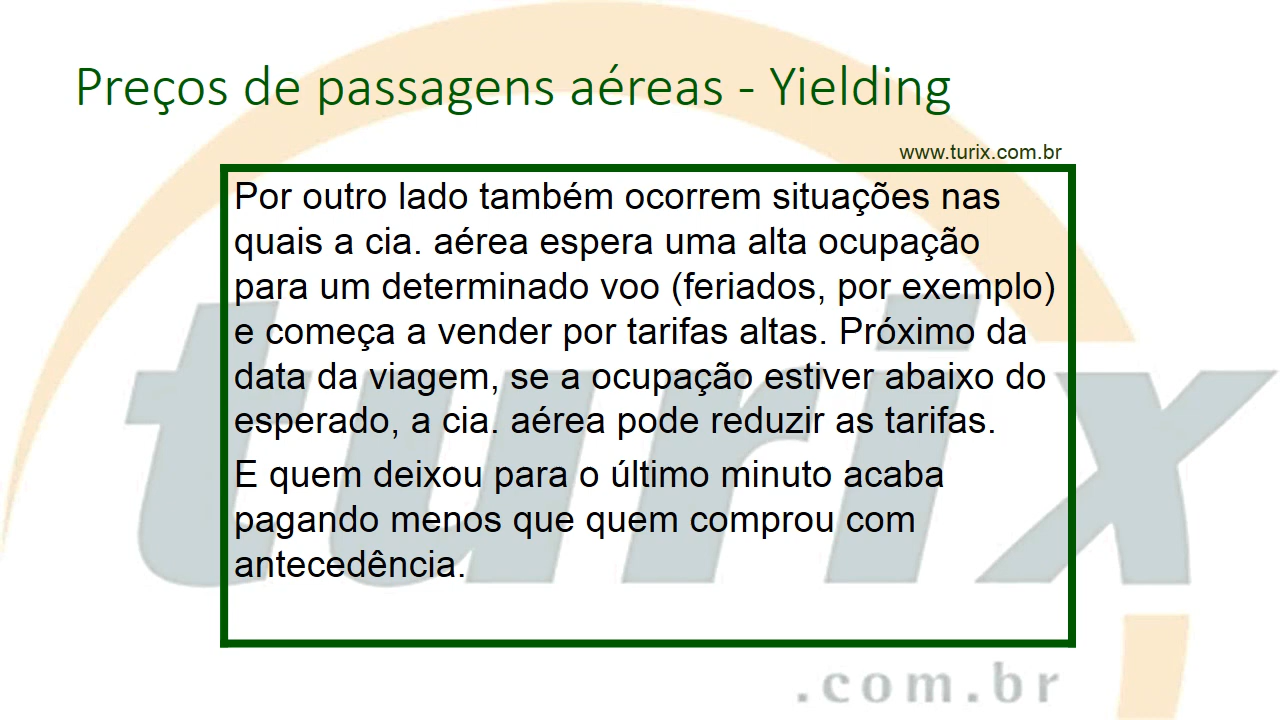 Preços de passagens aéreas - Yielding
www.turix.com.br
Por outro lado também ocorrem situações nas
quais a cia. aérea espera uma alta ocupação
para um determinado voo (feriados, por exemplo)
e começa a vender por tarifas altas. Próximo da
data da viagem, se a ocupação estiver abaixo do
esperado, a cia. aérea pode reduzir as tarifas.
E quem deixou para o último minuto acaba
pagando menos que quem comprou com
antecedência.
turix
.com.br